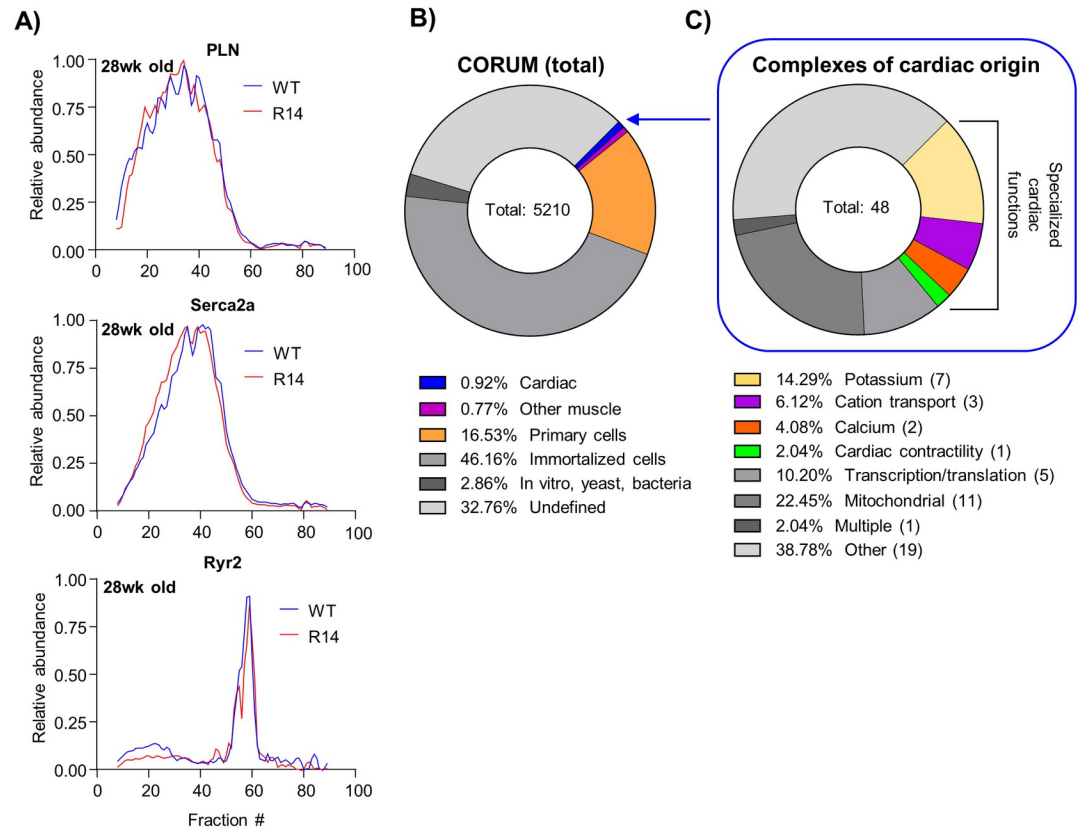 A)
PLN
28wk old
WT
R14
Relative abundance
1.00
0.75
0.50
0.25
0.00
0 20 40 60 80 100
Serca2a
28wk old
WT
R14
Relative abundance
1.00
0.75
0.50
0.25
0.00
0 20 40 60 80 100
Ryr2
28wk old
WT
R14
Relative abundance
1.00
0.75
0.50
0.25
0.00
0 20 40 60 80 100
Fraction #
B)
CORUM (total)
Total: 5210
0.92% Cardiac
0.77% Other muscle
16.53% Primary cells
46.16% Immortalized cells
2.86% In vitro, yeast, bacteria
32.76% Undefined
C)
Complexes of cardiac origin
Total: 48
Specialized
cardiac
functions
14.29% Potassium (7)
6.12% Cation transport (3)
4.08% Calcium (2)
2.04% Cardiac contractility (1)
10.20% Transcription/translation (5)
22.45% Mitochondrial (11)
2.04% Multiple (1)
38.78% Other (19)